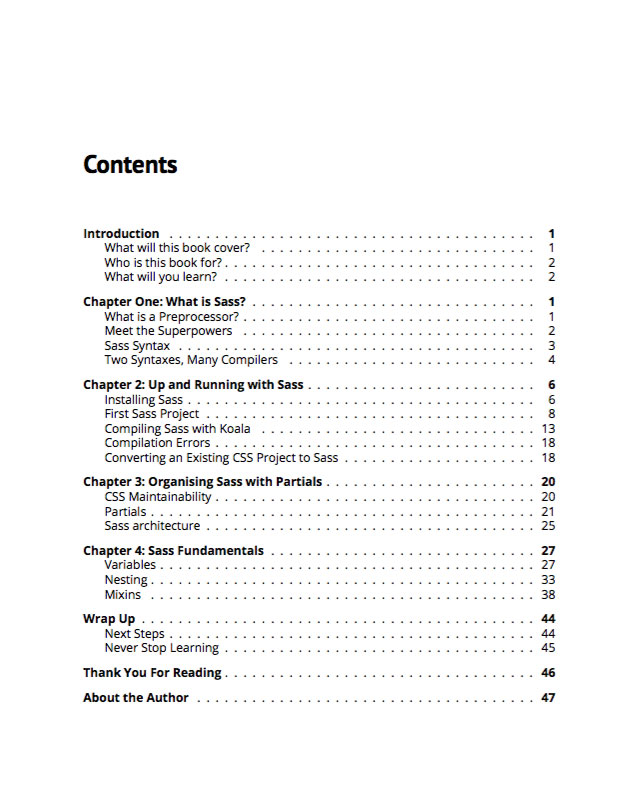 Contents
Introduction . . . . . . . . . . . . . . . . . . . . . . . . . . . . . . . . . . . . . . . . 1
What will this book cover? . . . . . . . . . . . . . . . . . . . . . . . . . . . . . . 1
Who is this book for? . . . . . . . . . . . . . . . . . . . . . . . . . . . . . . . . . . 2
What will you learn? . . . . . . . . . . . . . . . . . . . . . . . . . . . . . . . . . . 2
Chapter One: What is Sass? . . . . . . . . . . . . . . . . . . . . . . . . . . . . . . . 1
What is a Preprocessor? . . . . . . . . . . . . . . . . . . . . . . . . . . . . . . . . 1
Meet the Superpowers . . . . . . . . . . . . . . . . . . . . . . . . . . . . . . . . 2
Sass Syntax . . . . . . . . . . . . . . . . . . . . . . . . . . . . . . . . . . . . . . . 3
Two Syntaxes, Many Compilers . . . . . . . . . . . . . . . . . . . . . . . . . . . 4
Chapter 2: Up and Running with Sass . . . . . . . . . . . . . . . . . . . . . . . . . 6
Installing Sass . . . . . . . . . . . . . . . . . . . . . . . . . . . . . . . . . . . . . . 6
First Sass Project . . . . . . . . . . . . . . . . . . . . . . . . . . . . . . . . . . . . 8
Compiling Sass with Koala . . . . . . . . . . . . . . . . . . . . . . . . . . . . . . 13
Compilation Errors . . . . . . . . . . . . . . . . . . . . . . . . . . . . . . . . . . . 18
Converting an Existing CSS Project to Sass . . . . . . . . . . . . . . . . . . . . . 18
Chapter 3: Organising Sass with Partials . . . . . . . . . . . . . . . . . . . . . . . 20
CSS Maintainability . . . . . . . . . . . . . . . . . . . . . . . . . . . . . . . . . . . 20
Partials . . . . . . . . . . . . . . . . . . . . . . . . . . . . . . . . . . . . . . . . . . 21
Sass architecture . . . . . . . . . . . . . . . . . . . . . . . . . . . . . . . . . . . . 25
Chapter 4: Sass Fundamentals . . . . . . . . . . . . . . . . . . . . . . . . . . . . . 27
Variables . . . . . . . . . . . . . . . . . . . . . . . . . . . . . . . . . . . . . . . . . 27
Nesting . . . . . . . . . . . . . . . . . . . . . . . . . . . . . . . . . . . . . . . . . . 33
Mixins . . . . . . . . . . . . . . . . . . . . . . . . . . . . . . . . . . . . . . . . . . 38
Wrap Up . . . . . . . . . . . . . . . . . . . . . . . . . . . . . . . . . . . . . . . . . . . 44
Next Steps . . . . . . . . . . . . . . . . . . . . . . . . . . . . . . . . . . . . . . . . 44
Never Stop Learning . . . . . . . . . . . . . . . . . . . . . . . . . . . . . . . . . . 45
Thank You For Reading . . . . . . . . . . . . . . . . . . . . . . . . . . . . . . . . . . 46
About the Author . . . . . . . . . . . . . . . . . . . . . . . . . . . . . . . . . . . . . 47